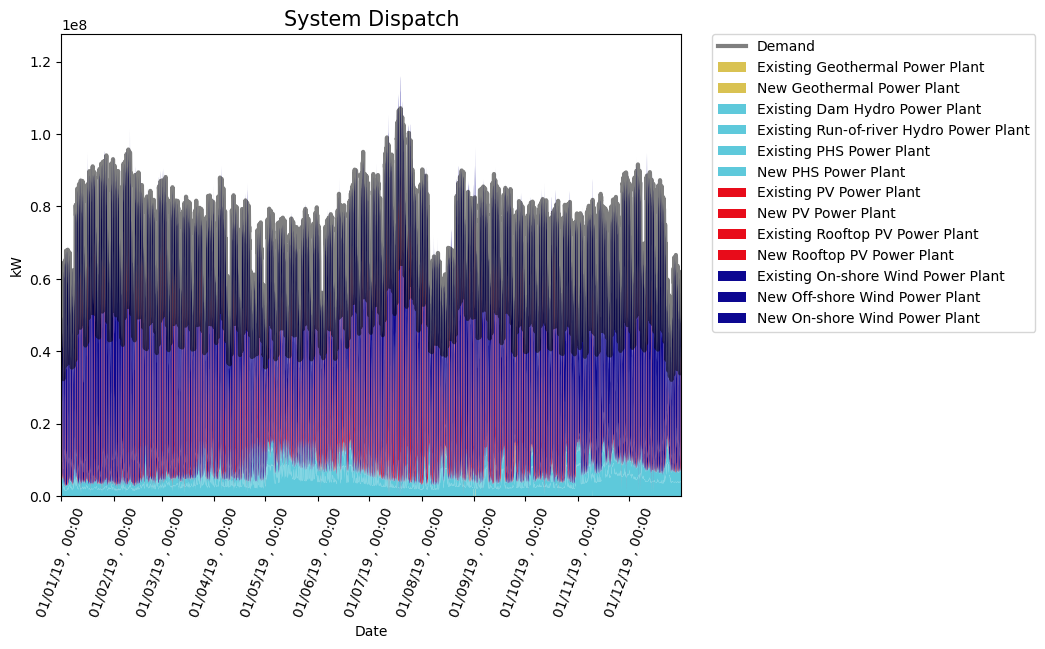 System Dispatch
1e8
1.2
1.0
0.8
0.6
0.4
0.2
0.0
kW
01/01/19 , 00:00
01/02/19 , 00:00
01/03/19 , 00:00
01/04/19 , 00:00
01/05/19 , 00:00
01/06/19 , 00:00
01/07/19 , 00:00
01/08/19 , 00:00
01/09/19 , 00:00
01/10/19 , 00:00
01/11/19 , 00:00
01/12/19 , 00:00
Date
Demand
Existing Geothermal Power Plant
New Geothermal Power Plant
Existing Dam Hydro Power Plant
Existing Run-of-river Hydro Power Plant
Existing PHS Power Plant
New PHS Power Plant
Existing PV Power Plant
New PV Power Plant
Existing Rooftop PV Power Plant
New Rooftop PV Power Plant
Existing On-shore Wind Power Plant
New Off-shore Wind Power Plant
New On-shore Wind Power Plant